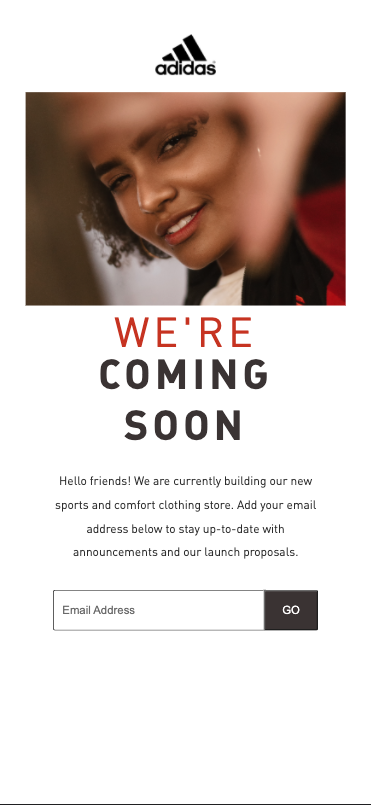 adidas
WE'RE
COMING
SOON
Hello friends! We are currently building our new
sports and comfort clothing store. Add your email
address below to stay up-to-date with
announcements and our launch proposals.
Email Address
GO